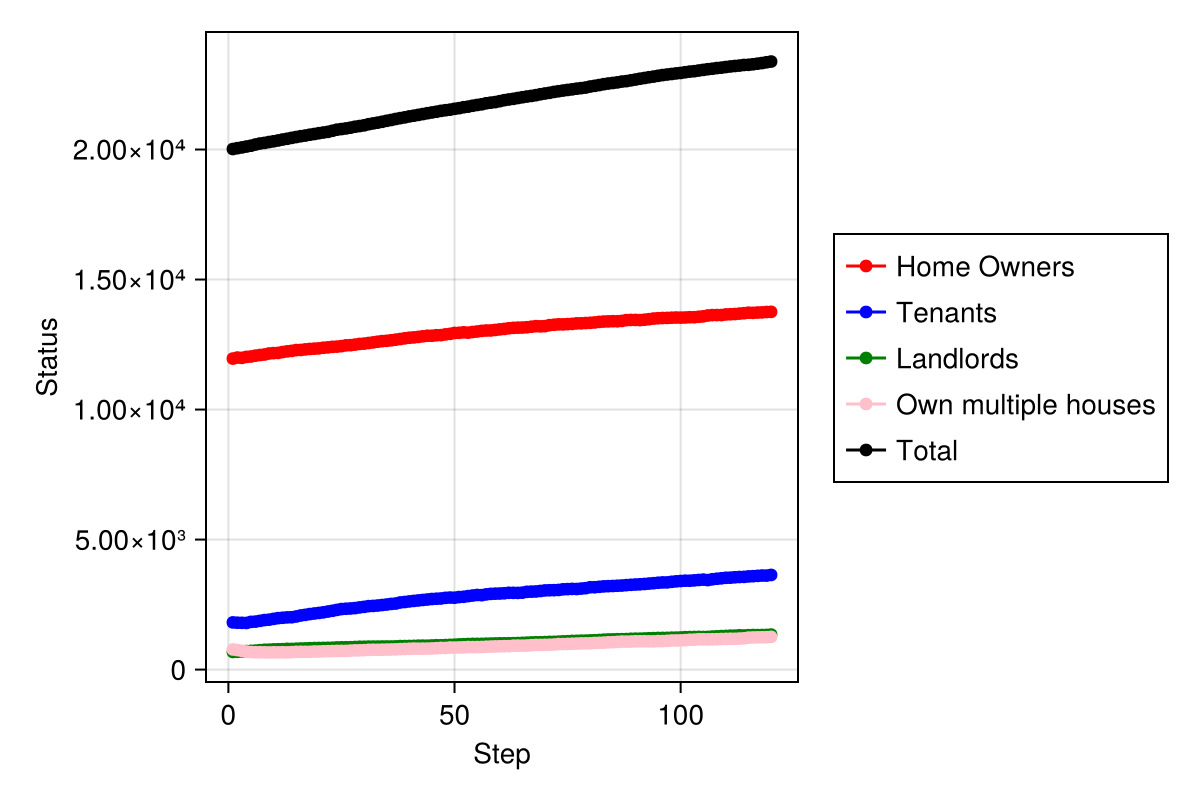 2.00×10⁴
1.50×10⁴
1.00×10⁴
5.00×10³
0
Status
0 50 100
Step
Home Owners
Tenants
Landlords
Own multiple houses
Total